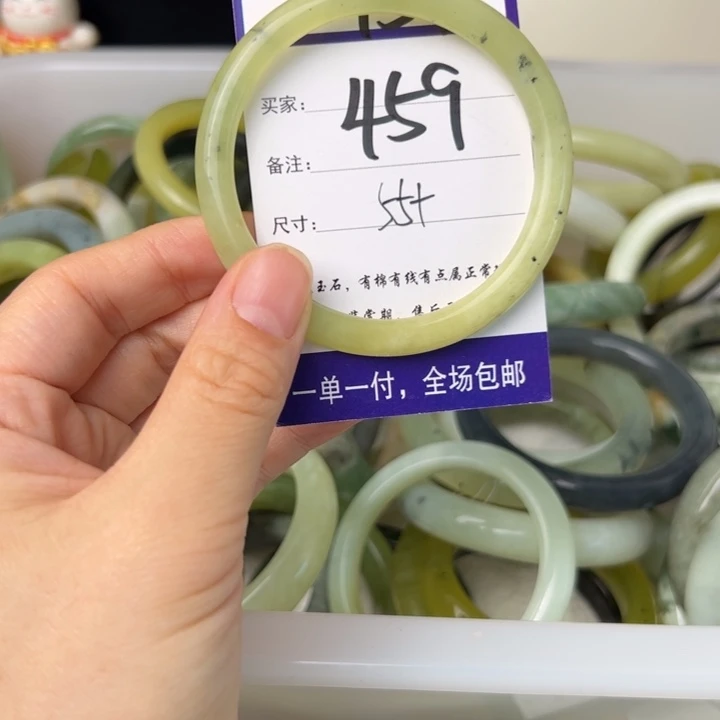 买家： 459
备注：
尺寸： 55+
玉石，有棉有线有点属正常
一单一付，全场包邮